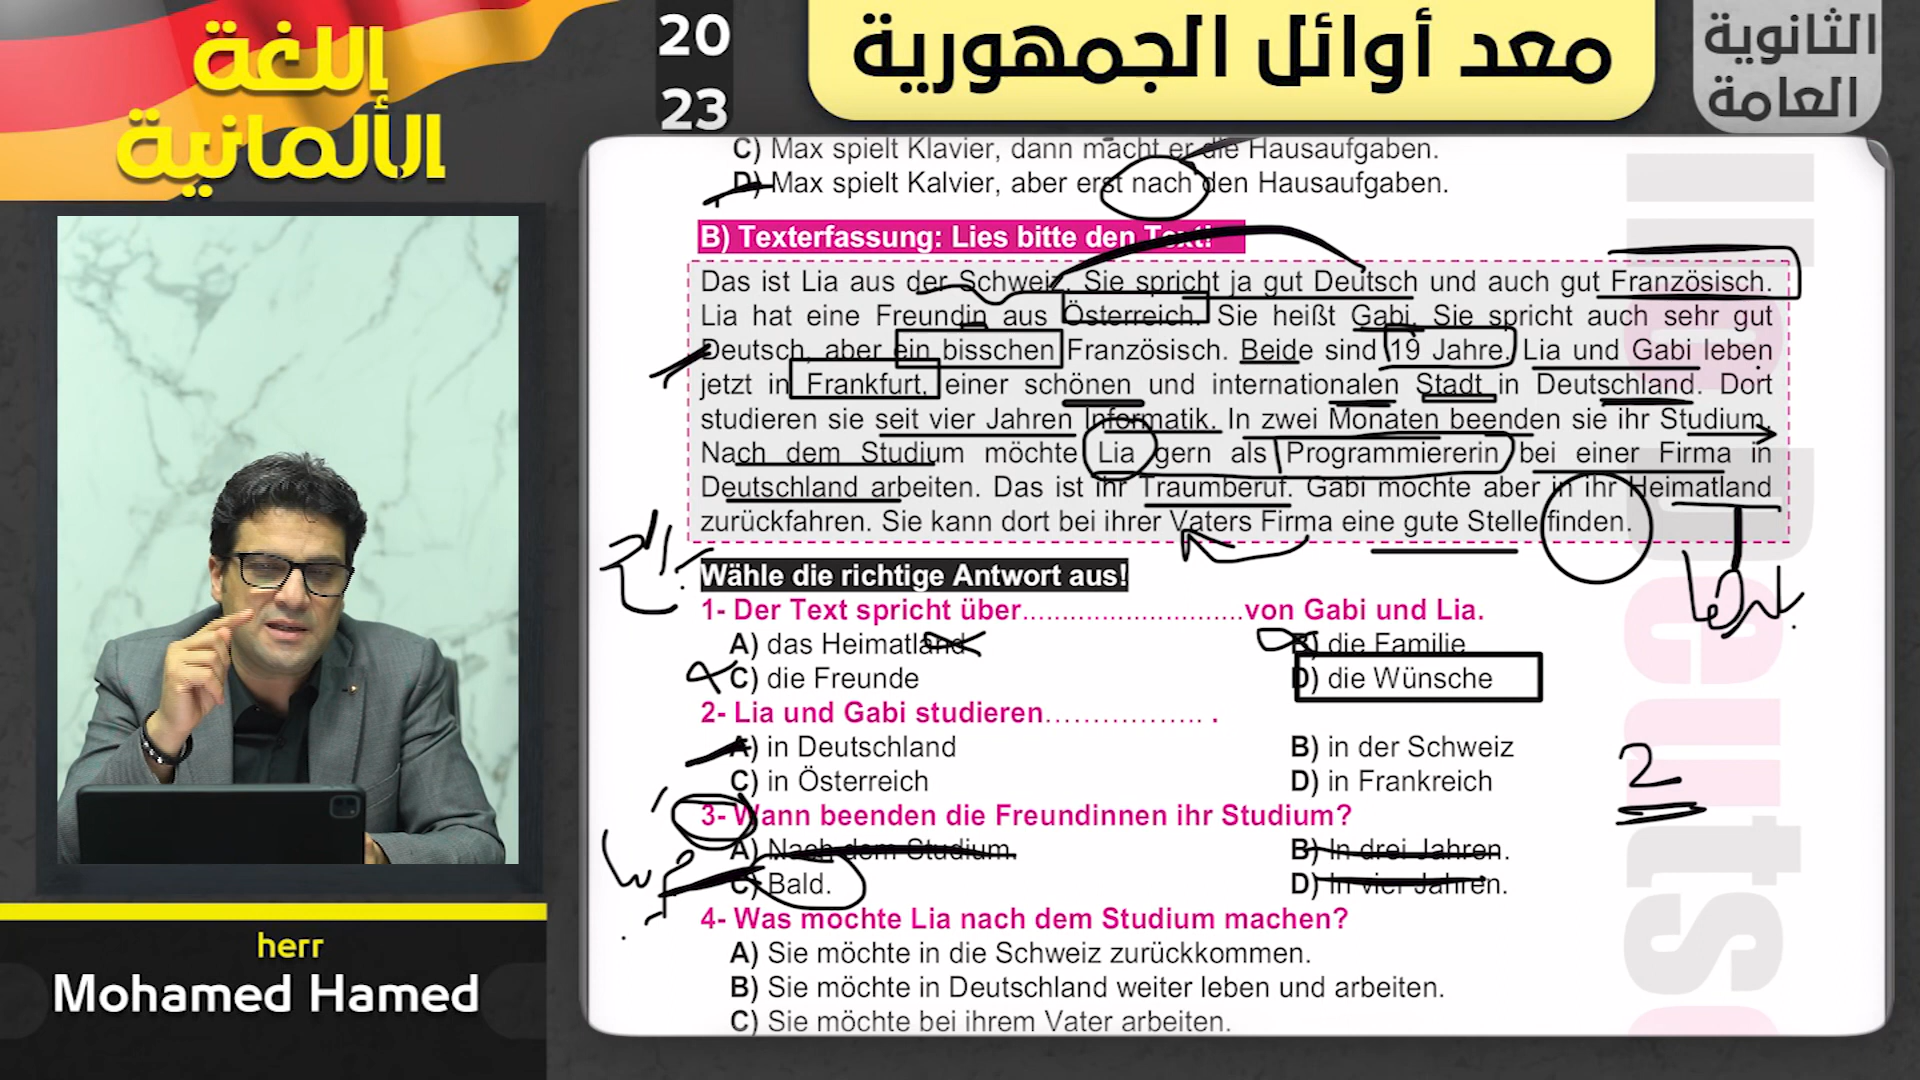 اللغة
الألمانية
20
23
معد أوائل الجمهورية
الثانوية
العامة
C) Max spielt Klavier, dann macht er die Hausaufgaben.
D) Max spielt Kalvier, aber erst nach den Hausaufgaben.
B) Texterfassung: Lies bitte den Text!
Das ist Lia aus der Schweiz. Sie spricht ja gut Deutsch und auch gut Französisch.
Lia hat eine Freundin aus Österreich. Sie heißt Gabi. Sie spricht auch sehr gut
Deutsch, aber ein bisschen Französisch. Beide sind 19 Jahre. Lia und Gabi leben
jetzt in Frankfurt, einer schönen und internationalen Stadt in Deutschland. Dort
studieren sie seit vier Jahren Informatik. In zwei Monaten beenden sie ihr Studium.
Nach dem Studium möchte Lia gern als Programmiererin bei einer Firma in
Deutschland arbeiten. Das ist ihr Traumberuf. Gabi möchte aber in ihr Heimatland
zurückfahren. Sie kann dort bei ihrer Vaters Firma eine gute Stelle finden.
Wähle die richtige Antwort aus!
1- Der Text spricht über.........................von Gabi und Lia.
A) das Heimatland
B) die Familie
C) die Freunde
D) die Wünsche
2- Lia und Gabi studieren.................. .
A) in Deutschland
B) in der Schweiz
C) in Österreich
D) in Frankreich
2
3- Wann beenden die Freundinnen ihr Studium?
A) Nach dem Studium.
B) In drei Jahren.
C) Bald.
D) In vier Jahren.
4- Was möchte Lia nach dem Studium machen?
A) Sie möchte in die Schweiz zurückkommen.
B) Sie möchte in Deutschland weiter leben und arbeiten.
C) Sie möchte bei ihrem Vater arbeiten.
herr
Mohamed Hamed